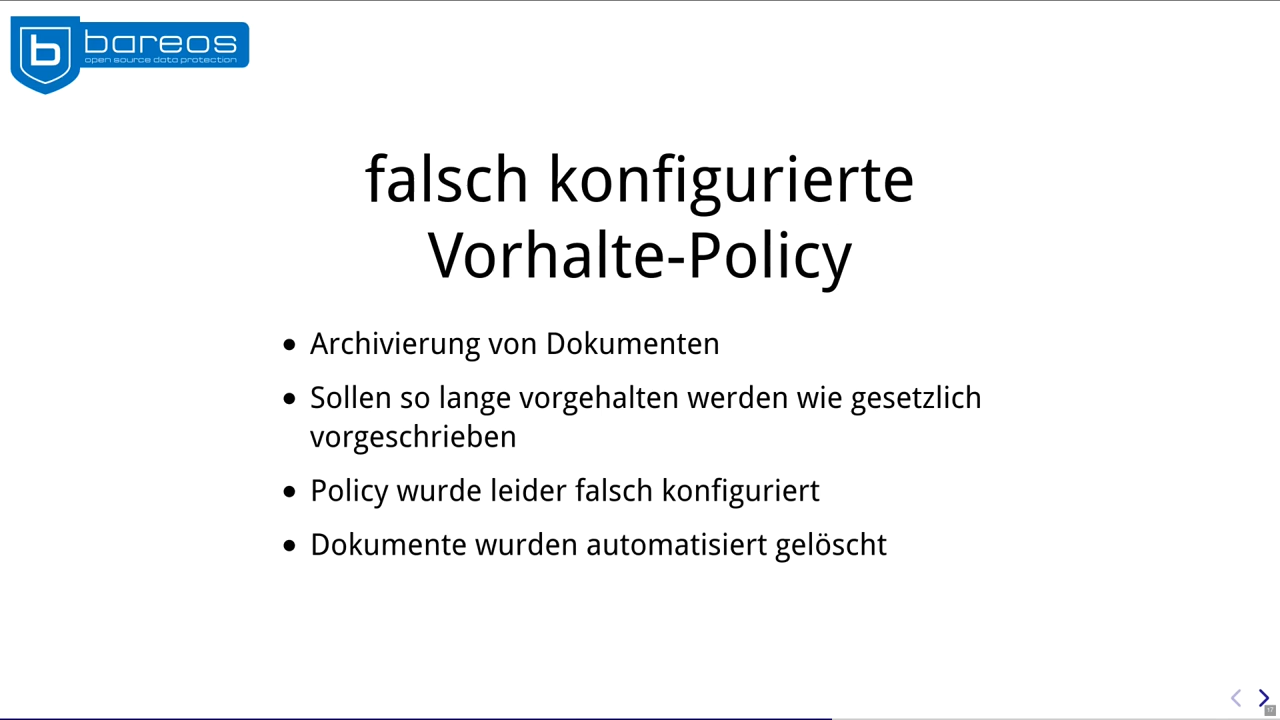 bareos
open source data protection
falsch konfigurierte
Vorhalte-Policy
Archivierung von Dokumenten
Sollen so lange vorgehalten werden wie gesetzlich
vorgeschrieben
Policy wurde leider falsch konfiguriert
Dokumente wurden automatisiert gelöscht
17